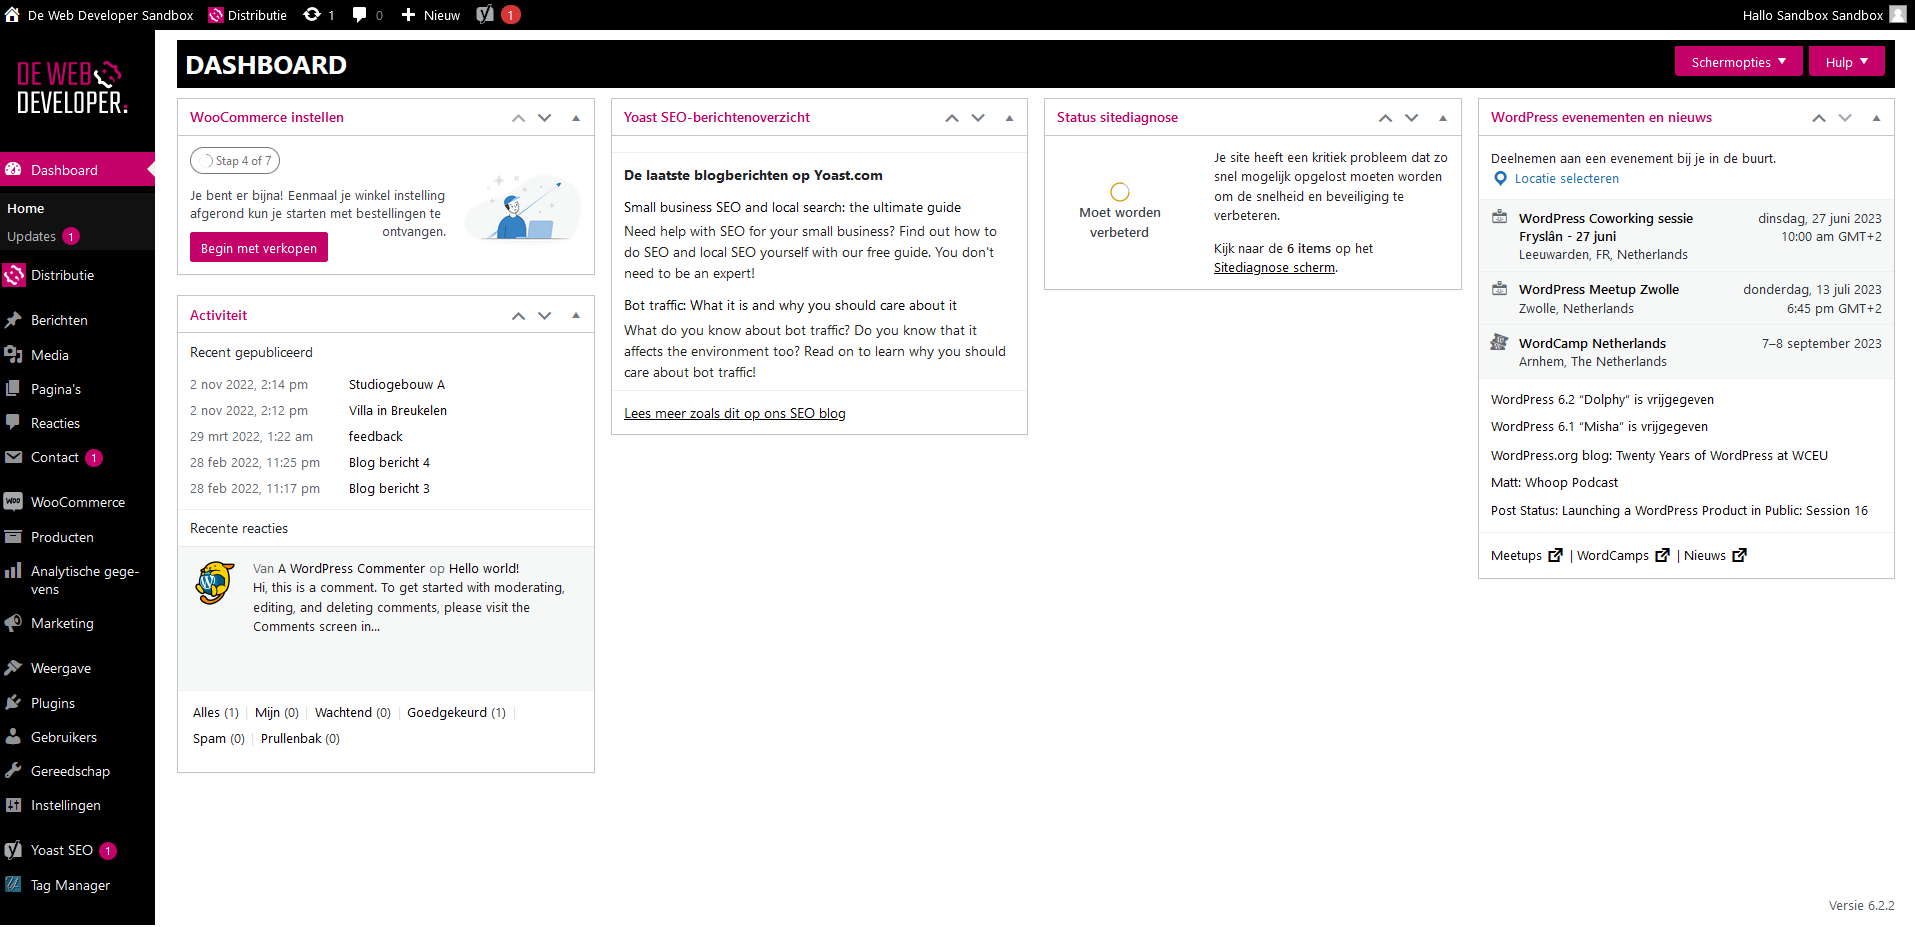 De Web Developer Sandbox
Distributie
1
0
Nieuw
1
Hallo Sandbox Sandbox
DE WEB
DEVELOPER.
Dashboard
Home
Updates 1
Distributie
Berichten
Media
Pagina's
Reacties
Contact 1
WooCommerce
Producten
Analytische gege-
vens
Marketing
Weergave
Plugins
Gebruikers
Gereedschap
Instellingen
Yoast SEO 1
Tag Manager
DASHBOARD
Schermopties
Hulp
WooCommerce instellen
Stap 4 of 7
Je bent er bijna! Eenmaal je winkel instelling
afgerond kun je starten met bestellingen te
ontvangen.
Begin met verkopen
Activiteit
Recent gepubliceerd
2 nov 2022, 2:14 pm Studiogebouw A
2 nov 2022, 2:12 pm Villa in Breukelen
29 mrt 2022, 1:22 am feedback
28 feb 2022, 11:25 pm Blog bericht 4
28 feb 2022, 11:17 pm Blog bericht 3
Recente reacties
Van A WordPress Commenter op Hello world!
Hi, this is a comment. To get started with moderating,
editing, and deleting comments, please visit the
Comments screen in...
Alles (1) | Mijn (0) | Wachtend (0) | Goedgekeurd (1) |
Spam (0) | Prullenbak (0)
Yoast SEO-berichtenoverzicht
De laatste blogberichten op Yoast.com
Small business SEO and local search: the ultimate guide
Need help with SEO for your small business? Find out how to
do SEO and local SEO yourself with our free guide. You don't
need to be an expert!
Bot traffic: What it is and why you should care about it
What do you know about bot traffic? Do you know that it
affects the environment too? Read on to learn why you should
care about bot traffic!
Lees meer zoals dit op ons SEO blog
Status sitediagnose
Moet worden
verbeterd
Je site heeft een kritiek probleem dat zo
snel mogelijk opgelost moeten worden
om de snelheid en beveiliging te
verbeteren.
Kijk naar de 6 items op het
Sitediagnose scherm.
WordPress evenementen en nieuws
Deelnemen aan een evenement bij je in de buurt.
Locatie selecteren
WordPress Coworking sessie dinsdag, 27 juni 2023
Fryslân - 27 juni 10:00 am GMT+2
Leeuwarden, FR, Netherlands
WordPress Meetup Zwolle donderdag, 13 juli 2023
Zwolle, Netherlands 6:45 pm GMT+2
WordCamp Netherlands 7–8 september 2023
Arnhem, The Netherlands
WordPress 6.2 “Dolphy” is vrijgegeven
WordPress 6.1 “Misha” is vrijgegeven
WordPress.org blog: Twenty Years of WordPress at WCEU
Matt: Whoop Podcast
Post Status: Launching a WordPress Product in Public: Session 16
Meetups | WordCamps | Nieuws
Versie 6.2.2